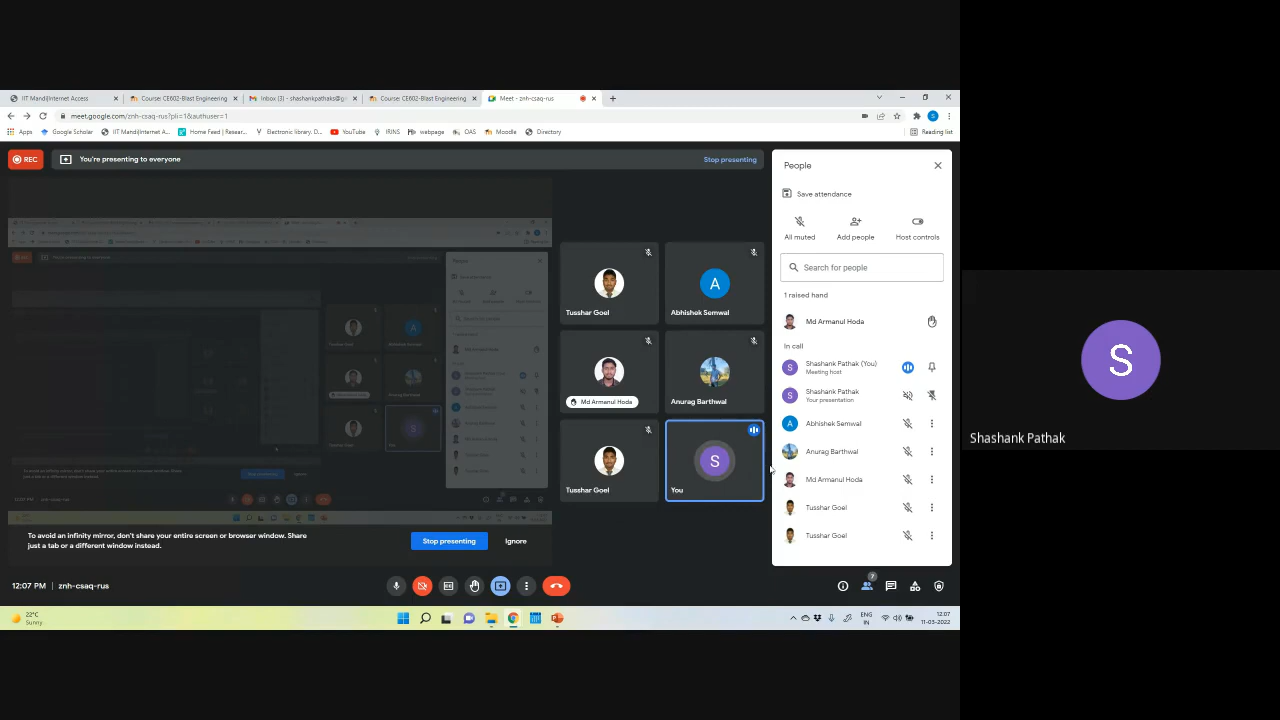 IIT Mandi|Internet Access
Course: CE602-Blast Engineering
Inbox (3) - shashankpathaks@g
Course: CE602-Blast Engineering
Meet - znh-csaq-rus
meet.google.com/znh-csaq-rus?pli=1&authuser=1
Apps
Google Scholar
IIT Mandi|Internet A...
Home Feed | Resear...
Electronic library. D...
YouTube
IRINS
webpage
OAS
Moodle
Directory
Reading list
REC
You're presenting to everyone
Stop presenting
People
Save attendance
All muted
Add people
Host controls
Search for people
1 raised hand
Md Armanul Hoda
In call
Shashank Pathak (You)
Meeting host
Shashank Pathak
Your presentation
Abhishek Semwal
Anurag Barthwal
Md Armanul Hoda
Tusshar Goel
Tusshar Goel
Tusshar Goel
A
Abhishek Semwal
Md Armanul Hoda
Anurag Barthwal
Tusshar Goel
S
You
To avoid an infinity mirror, don't share your entire screen or browser window. Share
just a tab or a different window instead.
Stop presenting
Ignore
12:07 PM | znh-csaq-rus
7
22°C
Sunny
ENG
IN
12:07
11-03-2022
S
Shashank Pathak